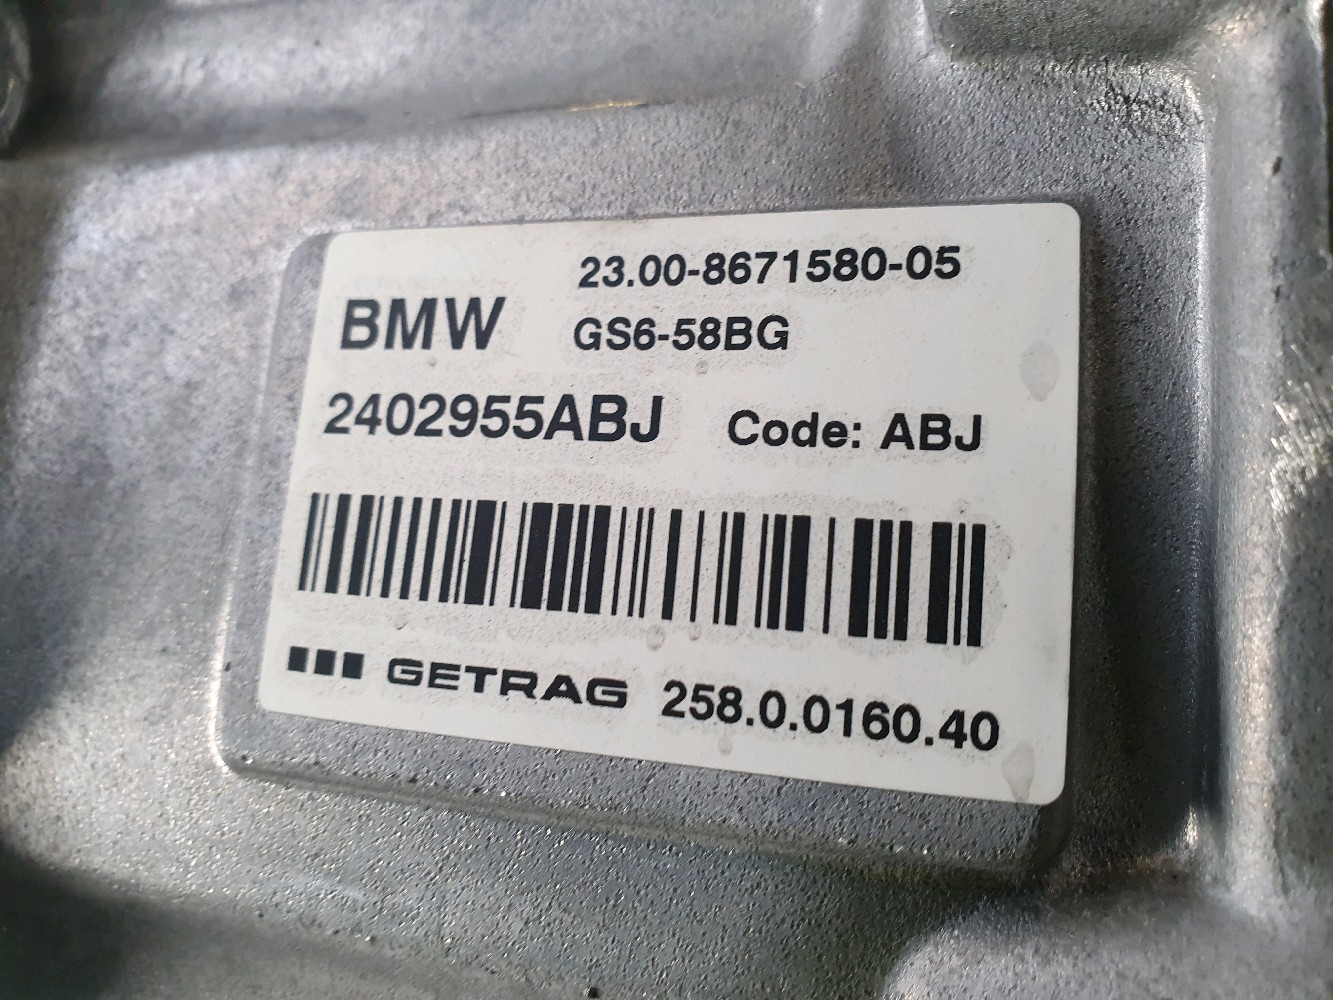 23.00-8671580-05
BMW GS6-58BG
2402955ABJ Code: ABJ
GETRAG 258.0.0160.40